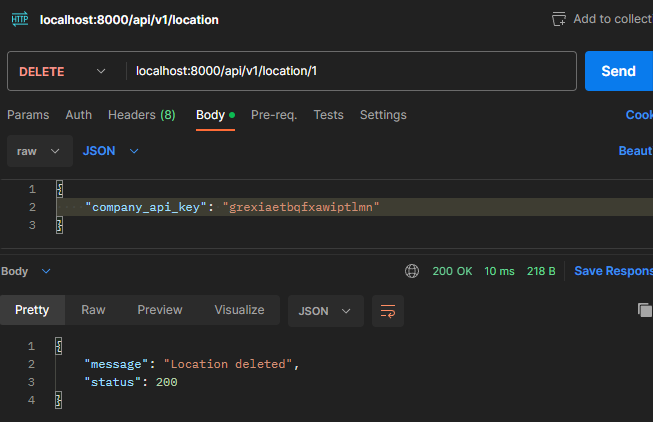 HTTP localhost:8000/api/v1/location Add to collect
DELETE localhost:8000/api/v1/location/1 Send
Params Auth Headers (8) Body Pre-req. Tests Settings Cook
raw JSON Beaut
1 {
2 "company_api_key": "grexiaetbqfxawiptlmn"
3 }
Body 200 OK 10 ms 218 B Save Respons
Pretty Raw Preview Visualize JSON
1 {
2 "message": "Location deleted",
3 "status": 200
4 }